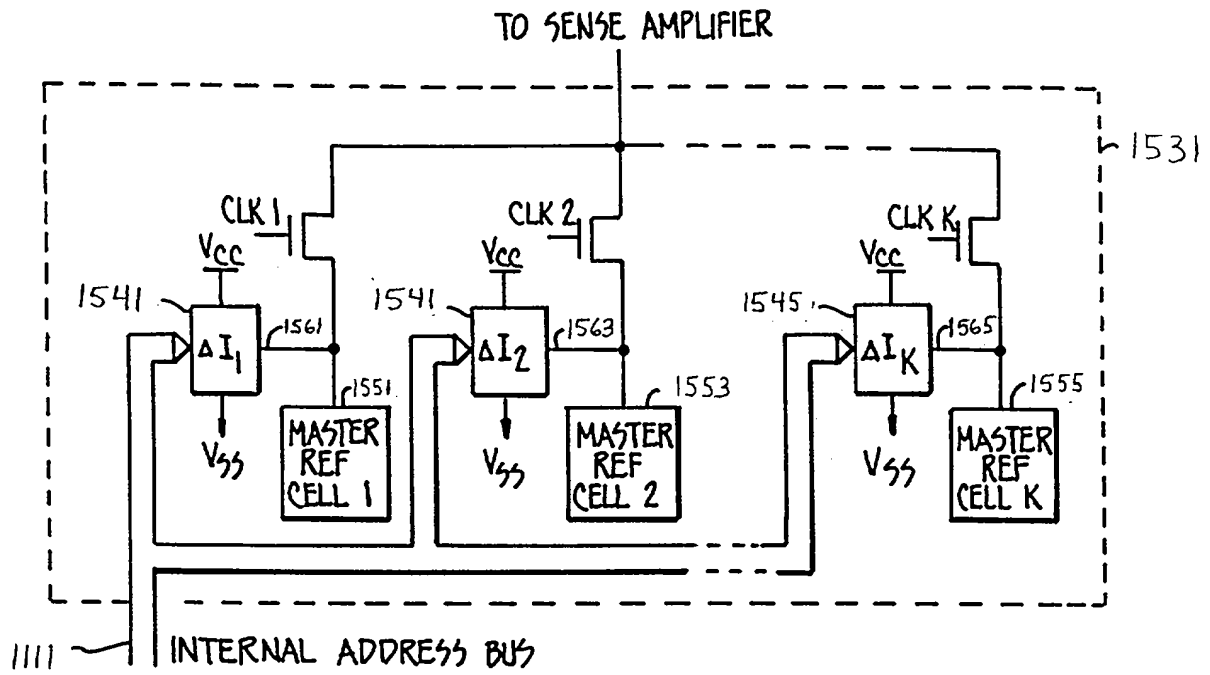 TO SENSE AMPLIFIER
1531
CLK 1
CLK 2
CLK K
VCC
VCC
VCC
1541
1541
1545
ΔI1
1561
ΔI2
1563
ΔIK
1565
1551
1553
1555
VSS
VSS
VSS
MASTER
REF
CELL 1
MASTER
REF
CELL 2
MASTER
REF
CELL K
1111
INTERNAL ADDRESS BUS